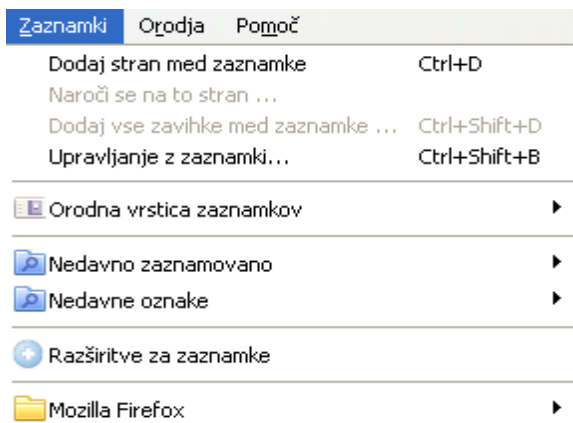 Zaznamki Orodja Pomoč
Dodaj stran med zaznamke Ctrl+D
Naroči se na to stran ...
Dodaj vse zavihke med zaznamke ... Ctrl+Shift+D
Upravljanje z zaznamki... Ctrl+Shift+B
Orodna vrstica zaznamkov
Nedavno zaznamovano
Nedavne oznake
Razširitve za zaznamke
Mozilla Firefox